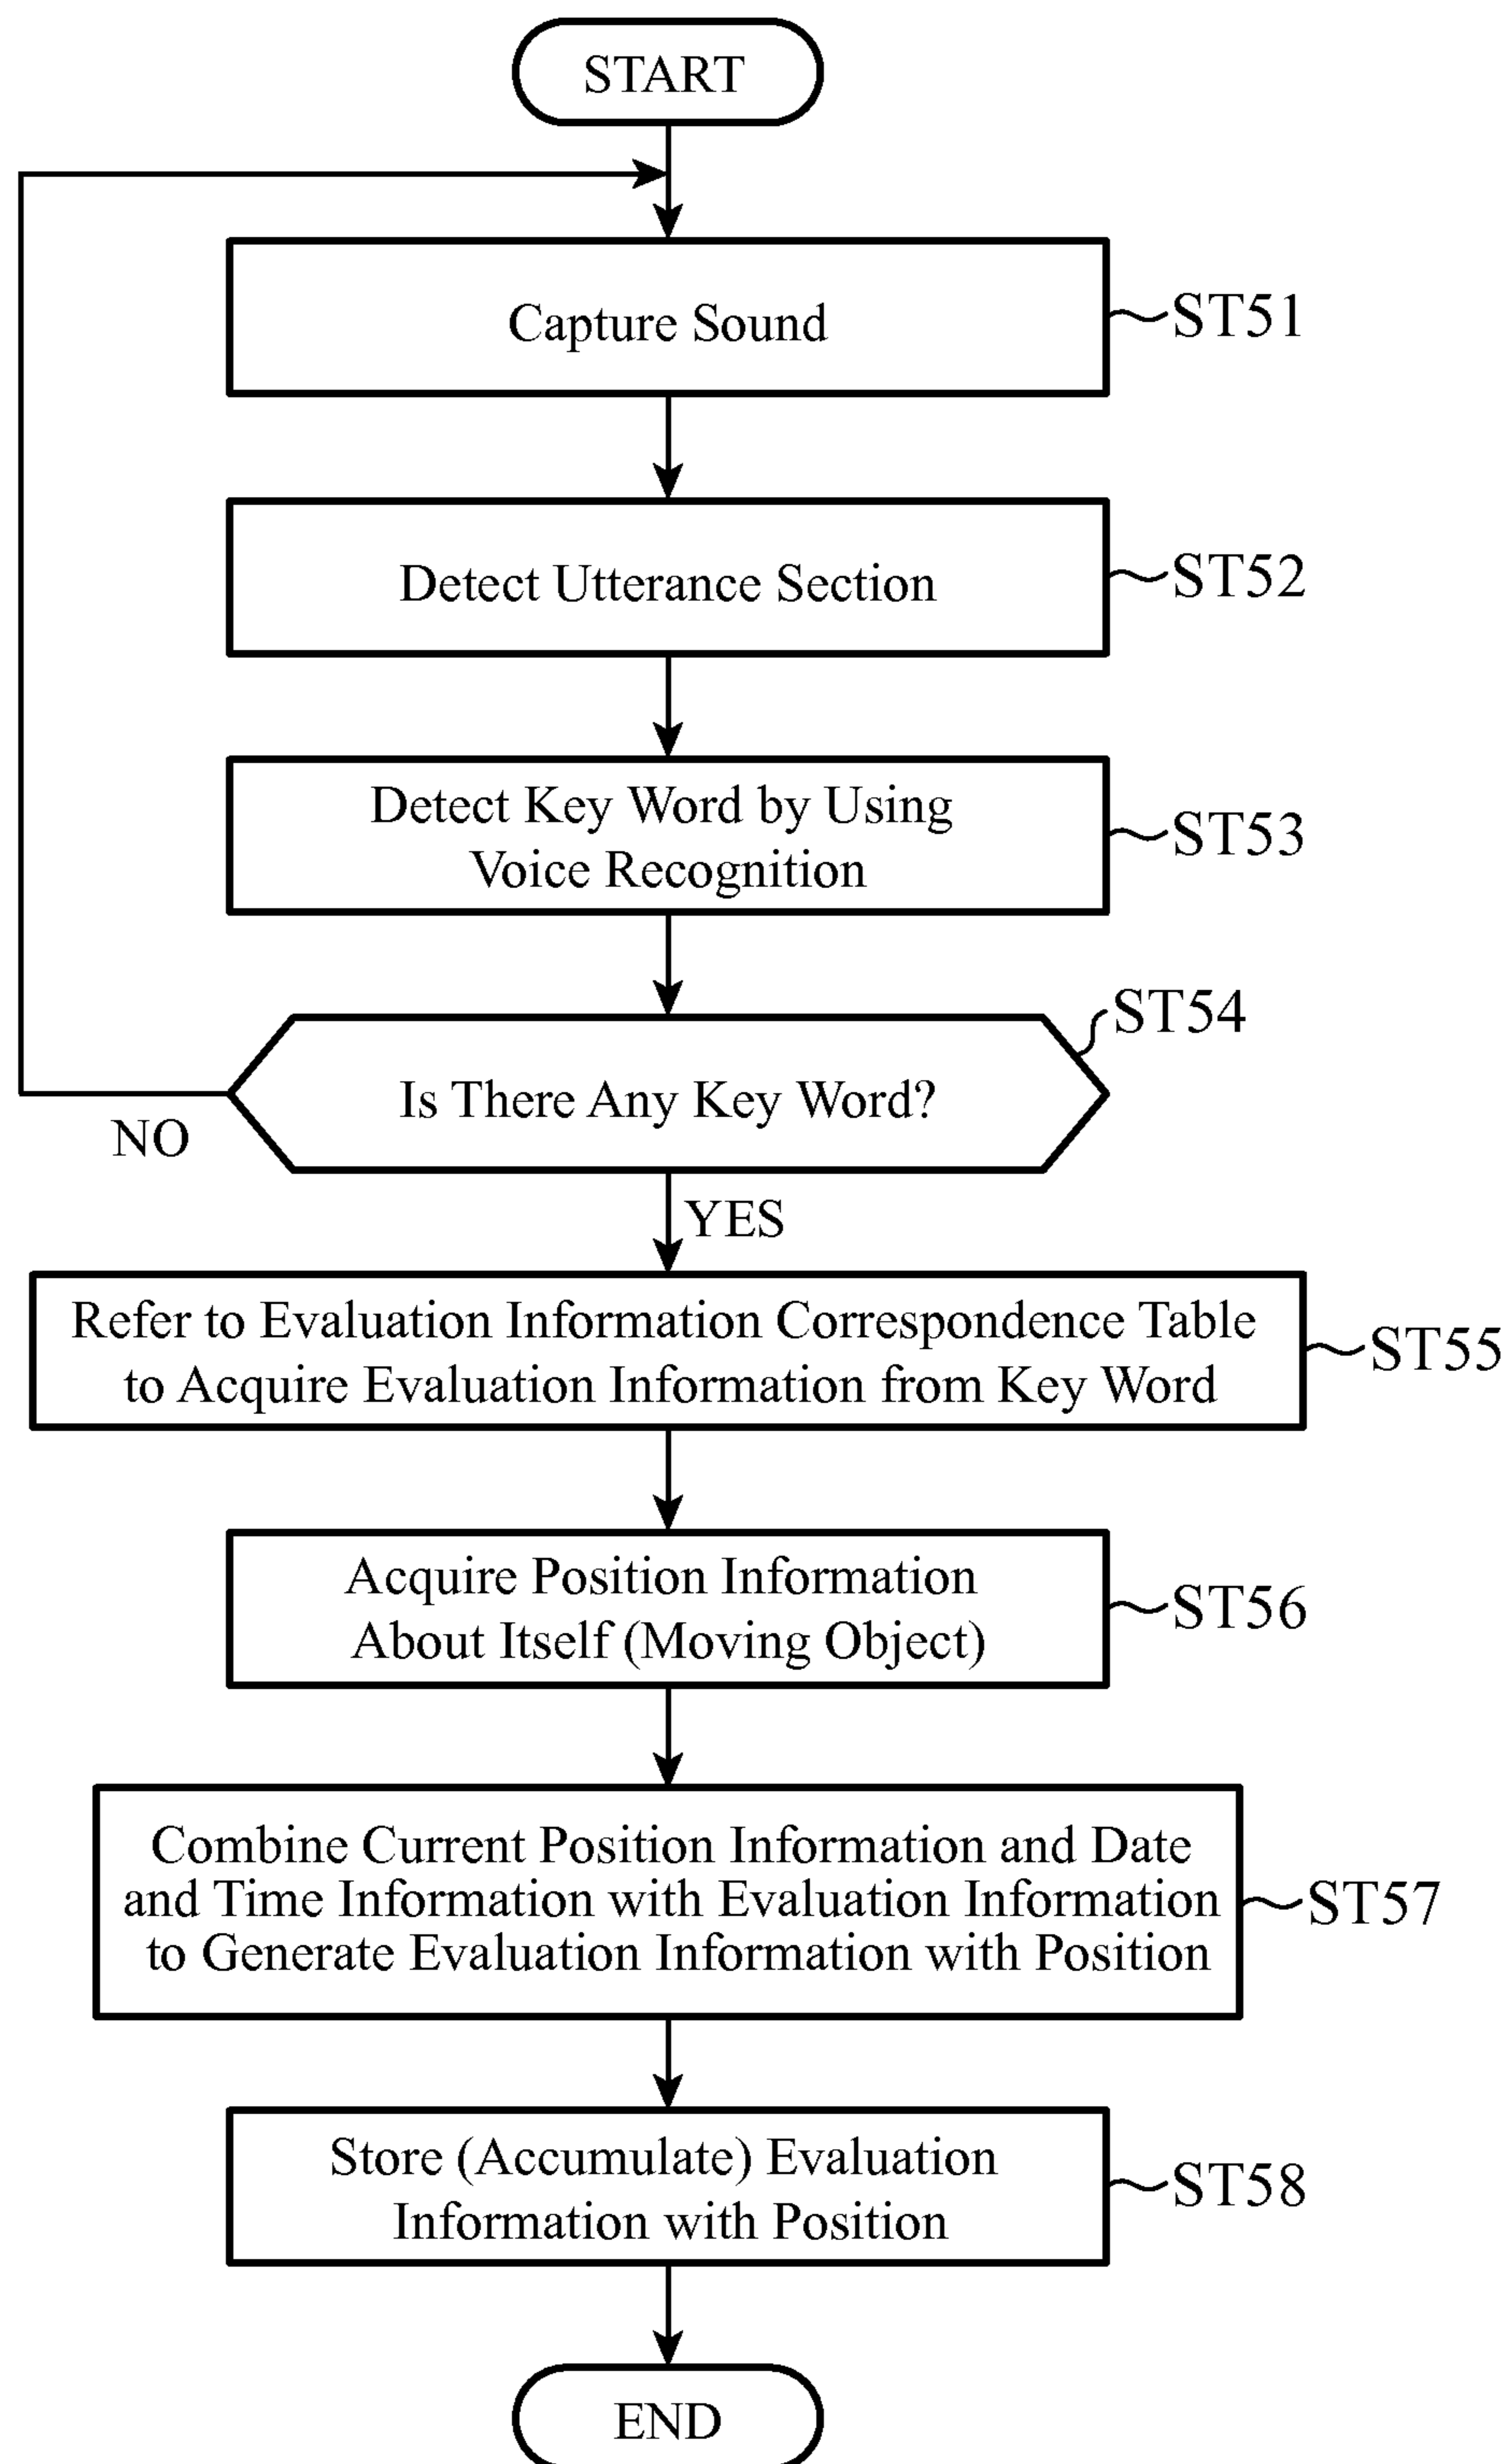 START
Capture Sound
ST51
Detect Utterance Section
ST52
Detect Key Word by Using
Voice Recognition
ST53
ST54
Is There Any Key Word?
NO
YES
Refer to Evaluation Information Correspondence Table
to Acquire Evaluation Information from Key Word
ST55
Acquire Position Information
About Itself (Moving Object)
ST56
Combine Current Position Information and Date
and Time Information with Evaluation Information
to Generate Evaluation Information with Position
ST57
Store (Accumulate) Evaluation
Information with Position
ST58
END